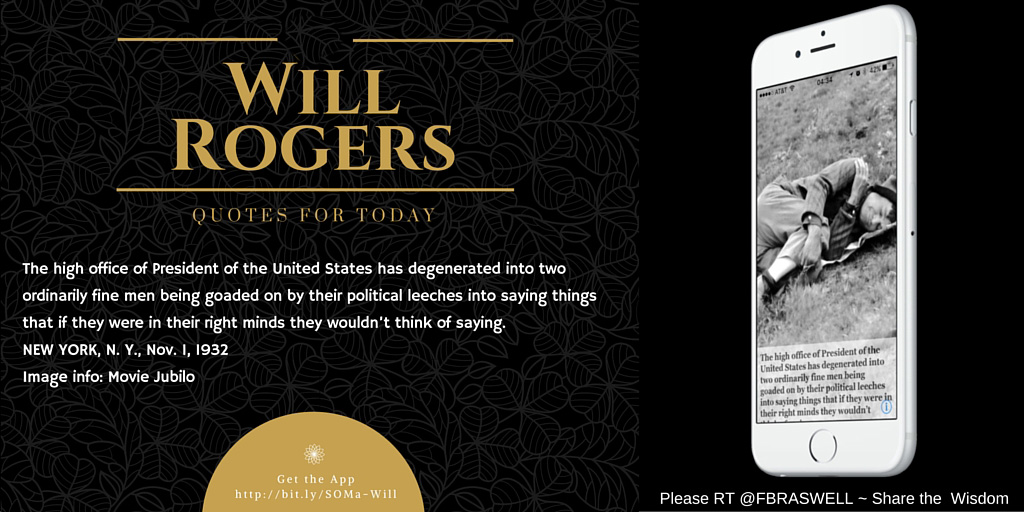 WILL
ROGERS
QUOTES FOR TODAY
The high office of President of the United States has degenerated into two
ordinarily fine men being goaded on by their political leeches into saying things
that if they were in their right minds they wouldn't think of saying.
NEW YORK, N. Y., Nov. 1, 1932
Image info: Movie Jubilo
Get the App
http://bit.ly/SOMa-Will
AT&T 04:34 42%
The high office of President of the
United States has degenerated into
two ordinarily fine men being
goaded on by their political leeches
into saying things that if they were in
their right minds they wouldn't
Please RT @FBRASWELL ~ Share the Wisdom